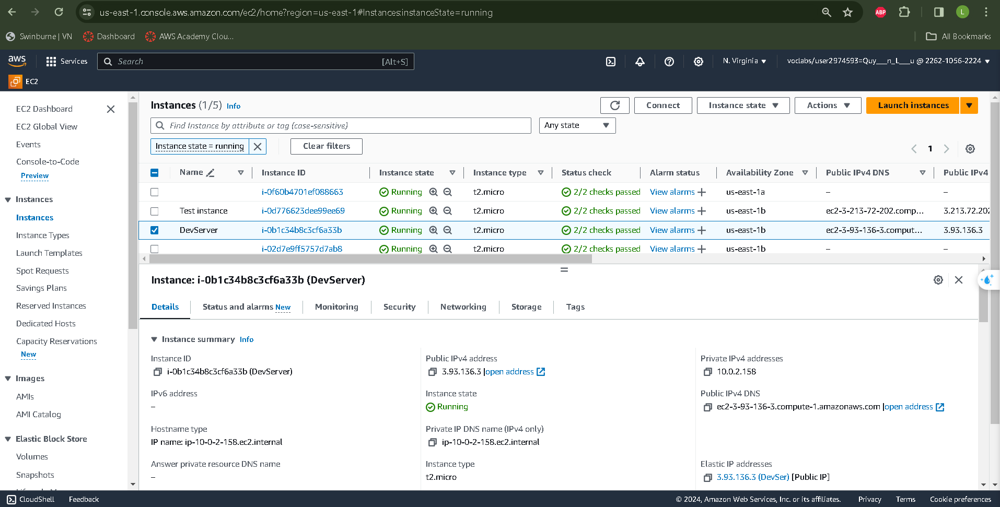 us-east-1.console.aws.amazon.com/ec2/home?region=us-east-1#Instances:instanceState=running
ABP
L
Swinburne | VN
Dashboard
AWS Academy Clou...
All Bookmarks
aws
Services
Search
[Alt+S]
N. Virginia
voclabs/user2974593=Quy___n_L___u @ 2262-1056-2224
EC2
EC2 Dashboard
EC2 Global View
Events
Console-to-Code
Preview
Instances
Instances
Instance Types
Launch Templates
Spot Requests
Savings Plans
Reserved Instances
Dedicated Hosts
Capacity Reservations
New
Images
AMIs
AMI Catalog
Elastic Block Store
Volumes
Snapshots
Instances (1/5) Info
Connect
Instance state
Actions
Launch instances
Find Instance by attribute or tag (case-sensitive)
Any state
Instance state = running
Clear filters
1
Name Instance ID Instance state Instance type Status check Alarm status Availability Zone Public IPv4 DNS Public IPv4
i-0f60b4701ef088663 Running t2.micro 2/2 checks passed View alarms us-east-1a – –
Test instance i-0d776623dee99ee69 Running t2.micro 2/2 checks passed View alarms us-east-1b ec2-3-213-72-202.comp... 3.213.72.202
DevServer i-0b1c34b8c3cf6a33b Running t2.micro 2/2 checks passed View alarms us-east-1b ec2-3-93-136-3.comput... 3.93.136.3
i-02d7e9ff5757d7ab8 Running t2.micro 2/2 checks passed View alarms us-east-1b – –
Instance: i-0b1c34b8c3cf6a33b (DevServer)
Details
Status and alarms New
Monitoring
Security
Networking
Storage
Tags
Instance summary Info
Instance ID
i-0b1c34b8c3cf6a33b (DevServer)
Public IPv4 address
3.93.136.3 |open address
Private IPv4 addresses
10.0.2.158
IPv6 address
–
Instance state
Running
Public IPv4 DNS
ec2-3-93-136-3.compute-1.amazonaws.com |open address
Hostname type
IP name: ip-10-0-2-158.ec2.internal
Private IP DNS name (IPv4 only)
ip-10-0-2-158.ec2.internal
Answer private resource DNS name
–
Instance type
t2.micro
Elastic IP addresses
3.93.136.3 (DevSer) [Public IP]
CloudShell
Feedback
© 2024, Amazon Web Services, Inc. or its affiliates.
Privacy
Terms
Cookie preferences